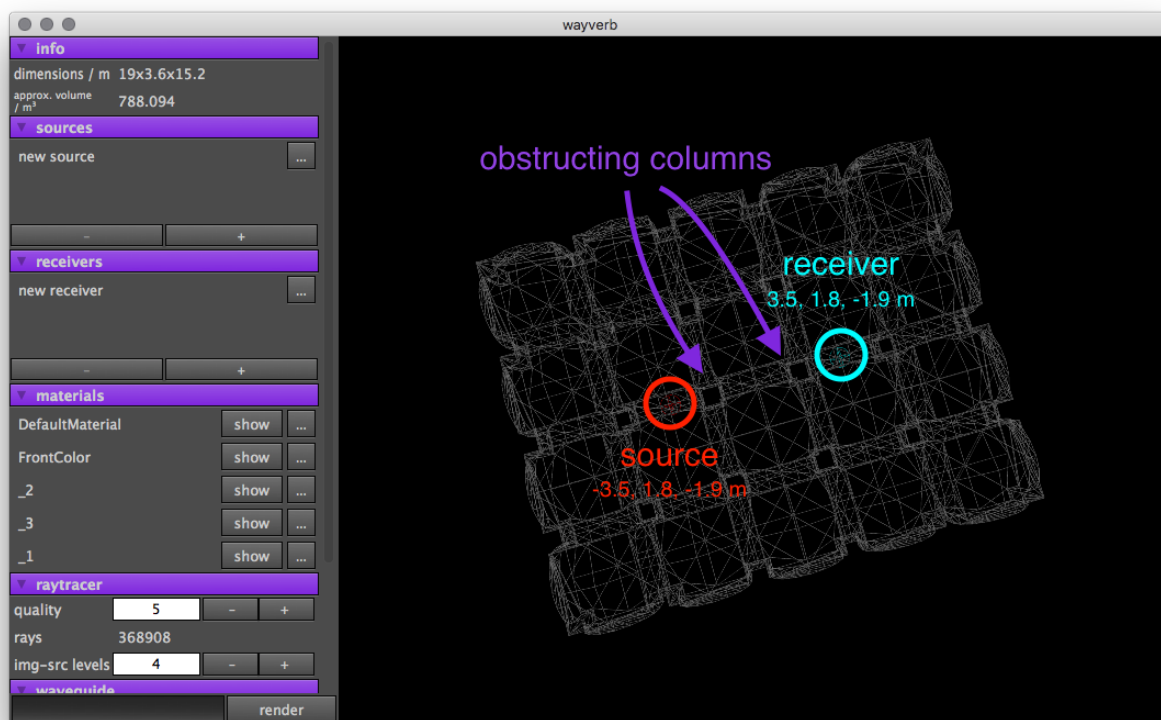 wayverb
info
dimensions / m 19x3.6x15.2
approx. volume / m³ 788.094
sources
new source ...
- +
receivers
new receiver ...
- +
materials
DefaultMaterial show ...
FrontColor show ...
_2 show ...
_3 show ...
_1 show ...
raytracer
quality 5 - +
rays 368908
img-src levels 4 - +
waveguide
render
obstructing columns
receiver
3.5, 1.8, -1.9 m
source
-3.5, 1.8, -1.9 m